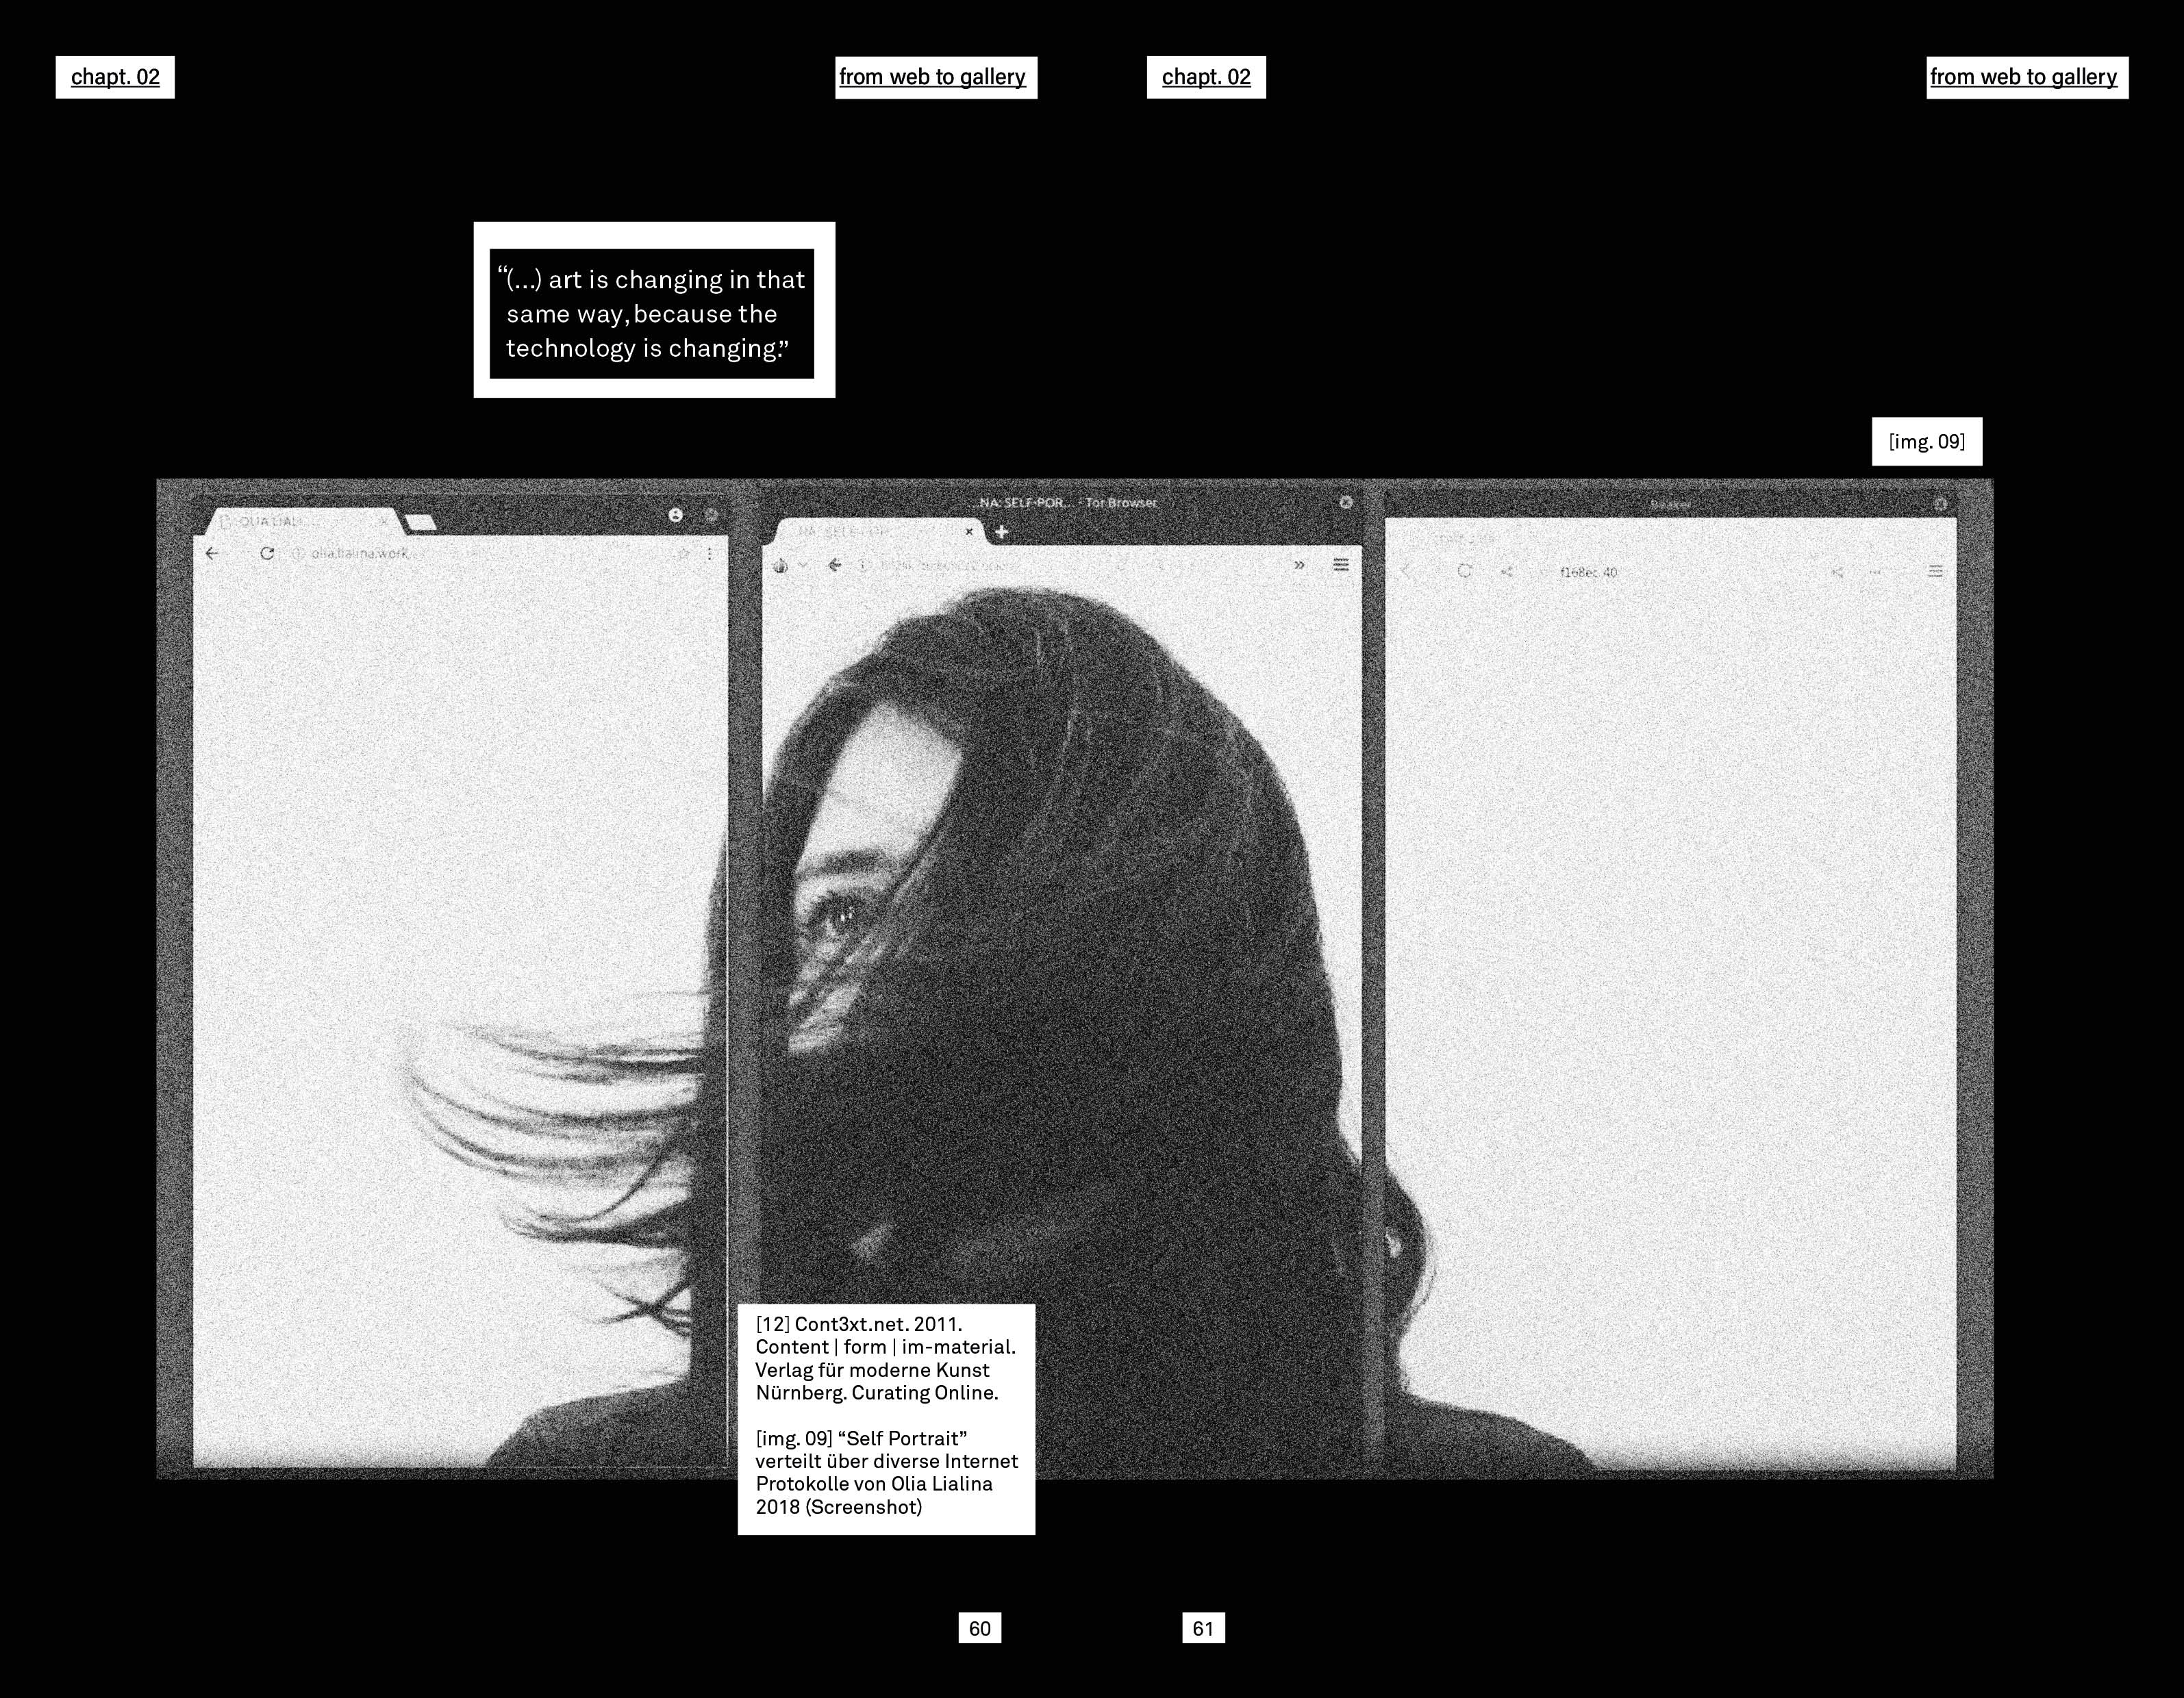 chapt. 02
from web to gallery
chapt. 02
from web to gallery
“(...) art is changing in that
same way, because the
technology is changing.”
[img. 09]
OLIA LIALI
olia.lialina.work
...NA: SELF-POR... - Tor Browser
Beaker
f168ec 40
[12] Cont3xt.net. 2011.
Content | form | im-material.
Verlag für moderne Kunst
Nürnberg. Curating Online.
[img. 09] “Self Portrait”
verteilt über diverse Internet
Protokolle von Olia Lialina
2018 (Screenshot)
60
61